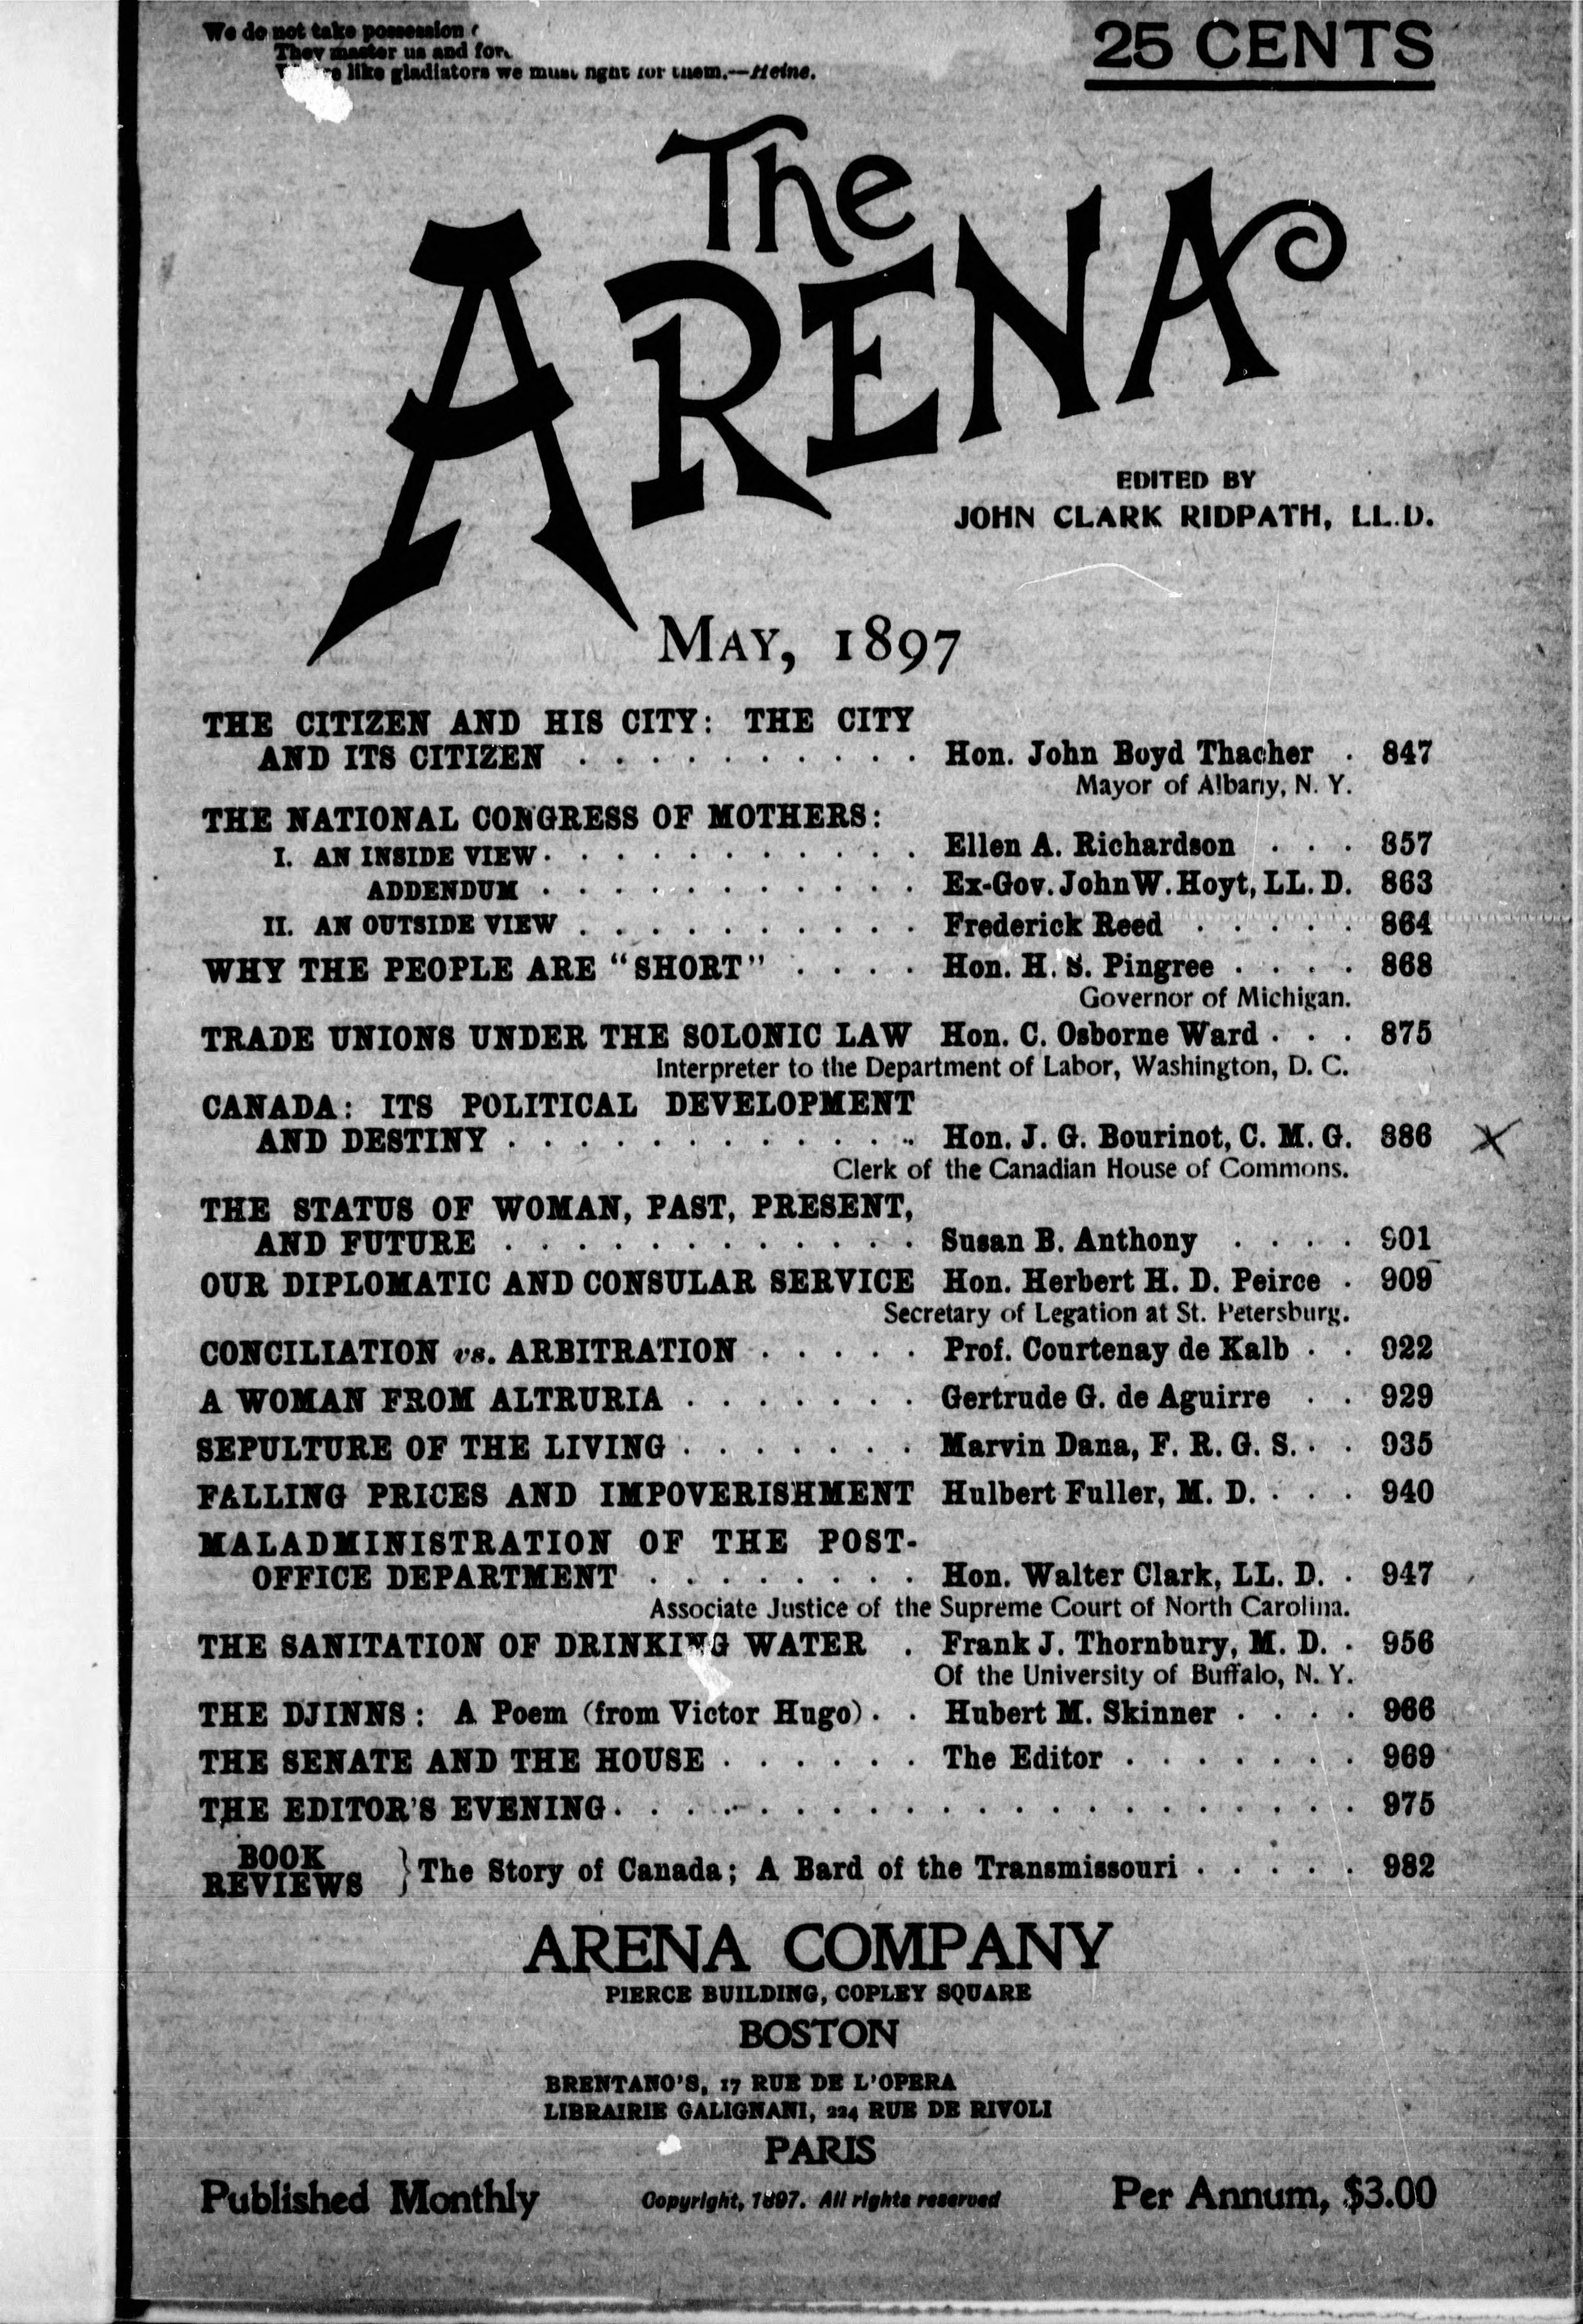 We do not take possession
They master us and
like gladiators we must fight for them.—Heine.
25 CENTS
The
ARENA
EDITED BY
JOHN CLARK RIDPATH, LL.D.
MAY, 1897
THE CITIZEN AND HIS CITY: THE CITY
AND ITS CITIZEN . . . . . . . . . . Hon. John Boyd Thacher . 847
Mayor of Albany, N. Y.
THE NATIONAL CONGRESS OF MOTHERS:
I. AN INSIDE VIEW . . . . . . . . . . . Ellen A. Richardson . . . 857
ADDENDUM . . . . . . . . . . . Ex-Gov. John W. Hoyt, LL. D. 863
II. AN OUTSIDE VIEW . . . . . . . . . . Frederick Reed . . . . . 864
WHY THE PEOPLE ARE "SHORT" . . . . Hon. H. S. Pingree . . . . 868
Governor of Michigan.
TRADE UNIONS UNDER THE SOLONIC LAW Hon. C. Osborne Ward . . . 875
Interpreter to the Department of Labor, Washington, D. C.
CANADA: ITS POLITICAL DEVELOPMENT
AND DESTINY . . . . . . . . . . . . Hon. J. G. Bourinot, C. M. G. 886 X
Clerk of the Canadian House of Commons.
THE STATUS OF WOMAN, PAST, PRESENT,
AND FUTURE . . . . . . . . . . . . Susan B. Anthony . . . . 901
OUR DIPLOMATIC AND CONSULAR SERVICE Hon. Herbert H. D. Peirce . 909
Secretary of Legation at St. Petersburg.
CONCILIATION vs. ARBITRATION . . . . . Prof. Courtenay de Kalb . . 922
A WOMAN FROM ALTRURIA . . . . . . . Gertrude G. de Aguirre . . 929
SEPULTURE OF THE LIVING . . . . . . . Marvin Dana, F. R. G. S. . . 935
FALLING PRICES AND IMPOVERISHMENT Hulbert Fuller, M. D. . . . 940
MALADMINISTRATION OF THE POST-
OFFICE DEPARTMENT . . . . . . . . Hon. Walter Clark, LL. D. . 947
Associate Justice of the Supreme Court of North Carolina.
THE SANITATION OF DRINKING WATER . Frank J. Thornbury, M. D. . 956
Of the University of Buffalo, N. Y.
THE DJINNS: A Poem (from Victor Hugo) . . Hubert M. Skinner . . . . 966
THE SENATE AND THE HOUSE . . . . . . The Editor . . . . . . . 969
THE EDITOR'S EVENING . . . . . . . . . . . . . . . . . . . . . 975
BOOK
REVIEWS } The Story of Canada; A Bard of the Transmissouri . . . . . 982
ARENA COMPANY
PIERCE BUILDING, COPLEY SQUARE
BOSTON
BRENTANO'S, 17 RUE DE L'OPERA
LIBRAIRIE GALIGNANI, 224 RUE DE RIVOLI
PARIS
Published Monthly Copyright, 1897. All rights reserved Per Annum, $3.00